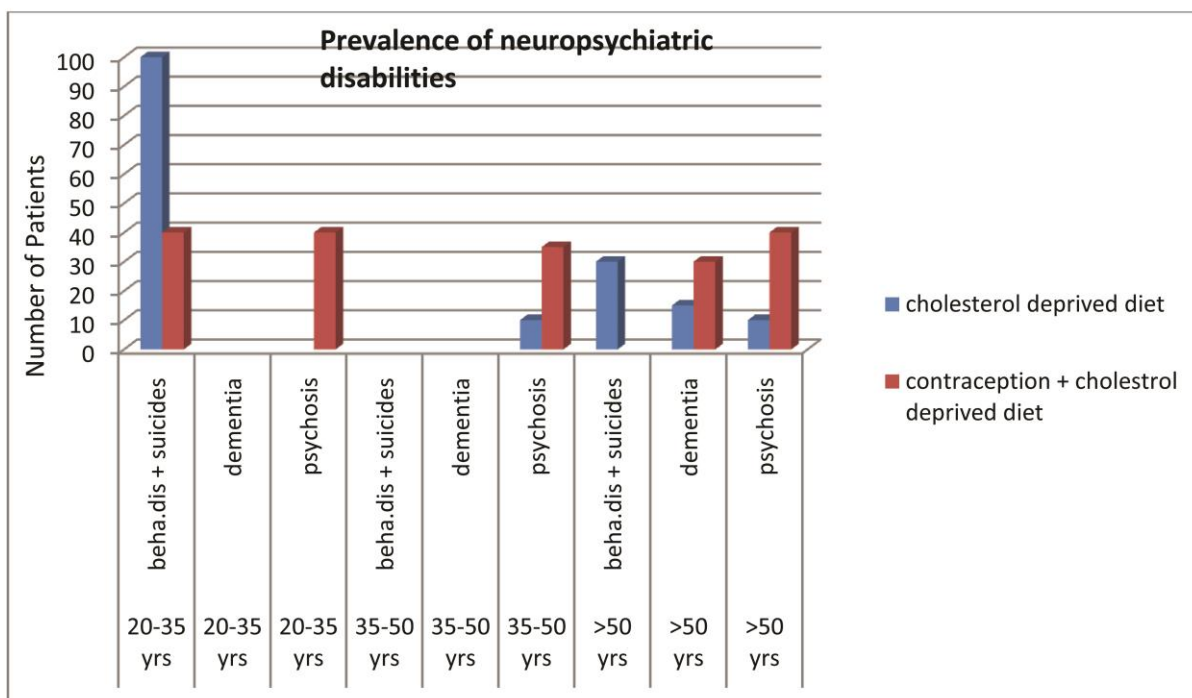 Prevalence of neuropsychiatric
disabilities
100
90
80
70
60
50
40
30
20
10
0
Number of Patients
beha.dis + suicides
dementia
psychosis
beha.dis + suicides
dementia
psychosis
beha.dis + suicides
dementia
psychosis
20-35 20-35 20-35 35-50 35-50 35-50 >50 >50 >50
yrs yrs yrs yrs yrs yrs yrs yrs yrs
cholesterol deprived diet
contraception + cholestrol
deprived diet